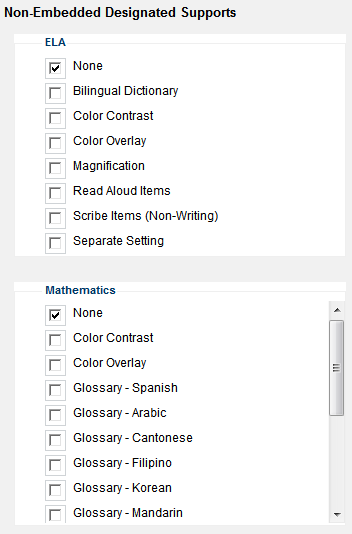 Non-Embedded Designated Supports
ELA
None
Bilingual Dictionary
Color Contrast
Color Overlay
Magnification
Read Aloud Items
Scribe Items (Non-Writing)
Separate Setting
Mathematics
None
Color Contrast
Color Overlay
Glossary - Spanish
Glossary - Arabic
Glossary - Cantonese
Glossary - Filipino
Glossary - Korean
Glossary - Mandarin